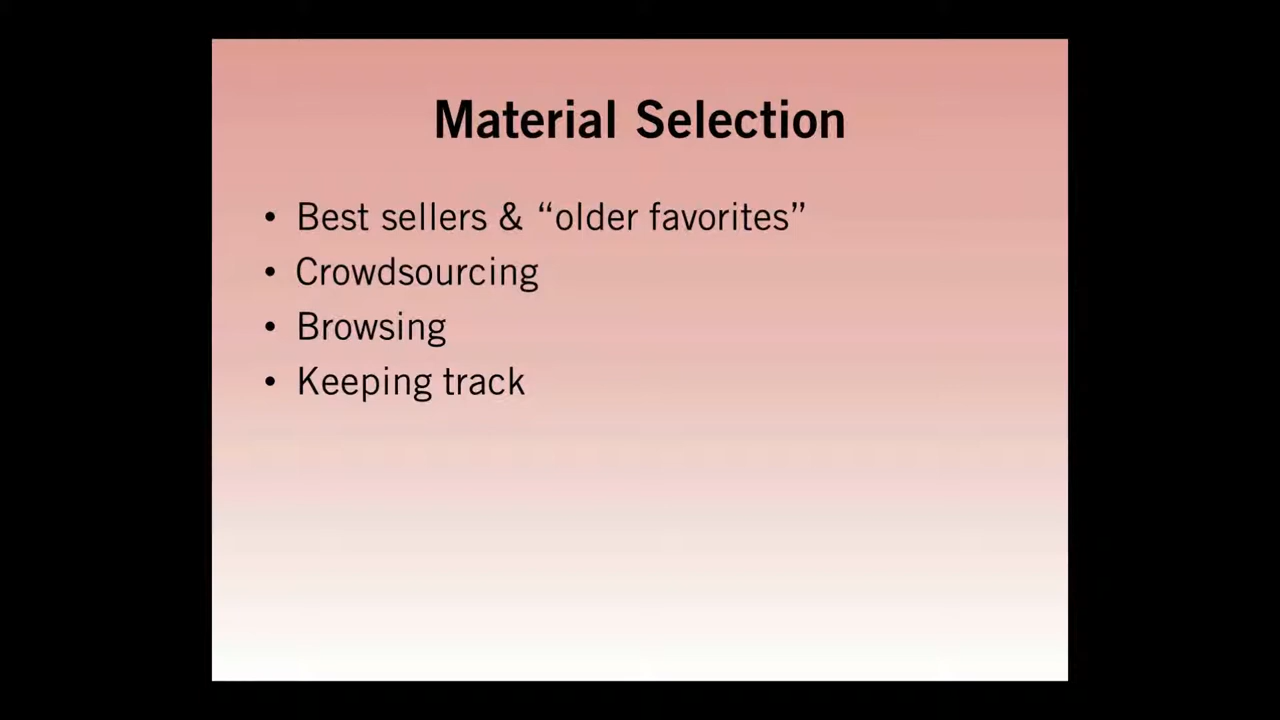 Material Selection
• Best sellers & “older favorites”
• Crowdsourcing
• Browsing
• Keeping track